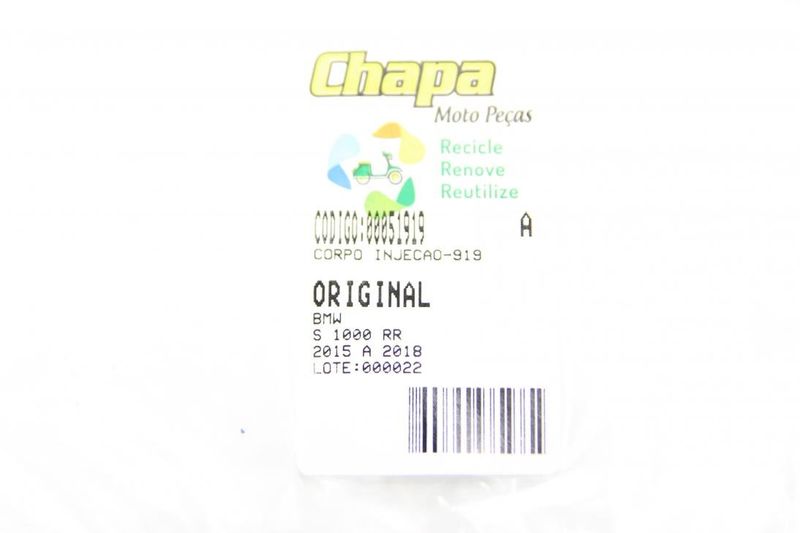 Chapa
Moto Peças
Recicle
Renove
Reutilize
CODIGO:00051919 A
CORPO INJECAO-919
ORIGINAL
BMW
S 1000 RR
2015 A 2018
LOTE:000022